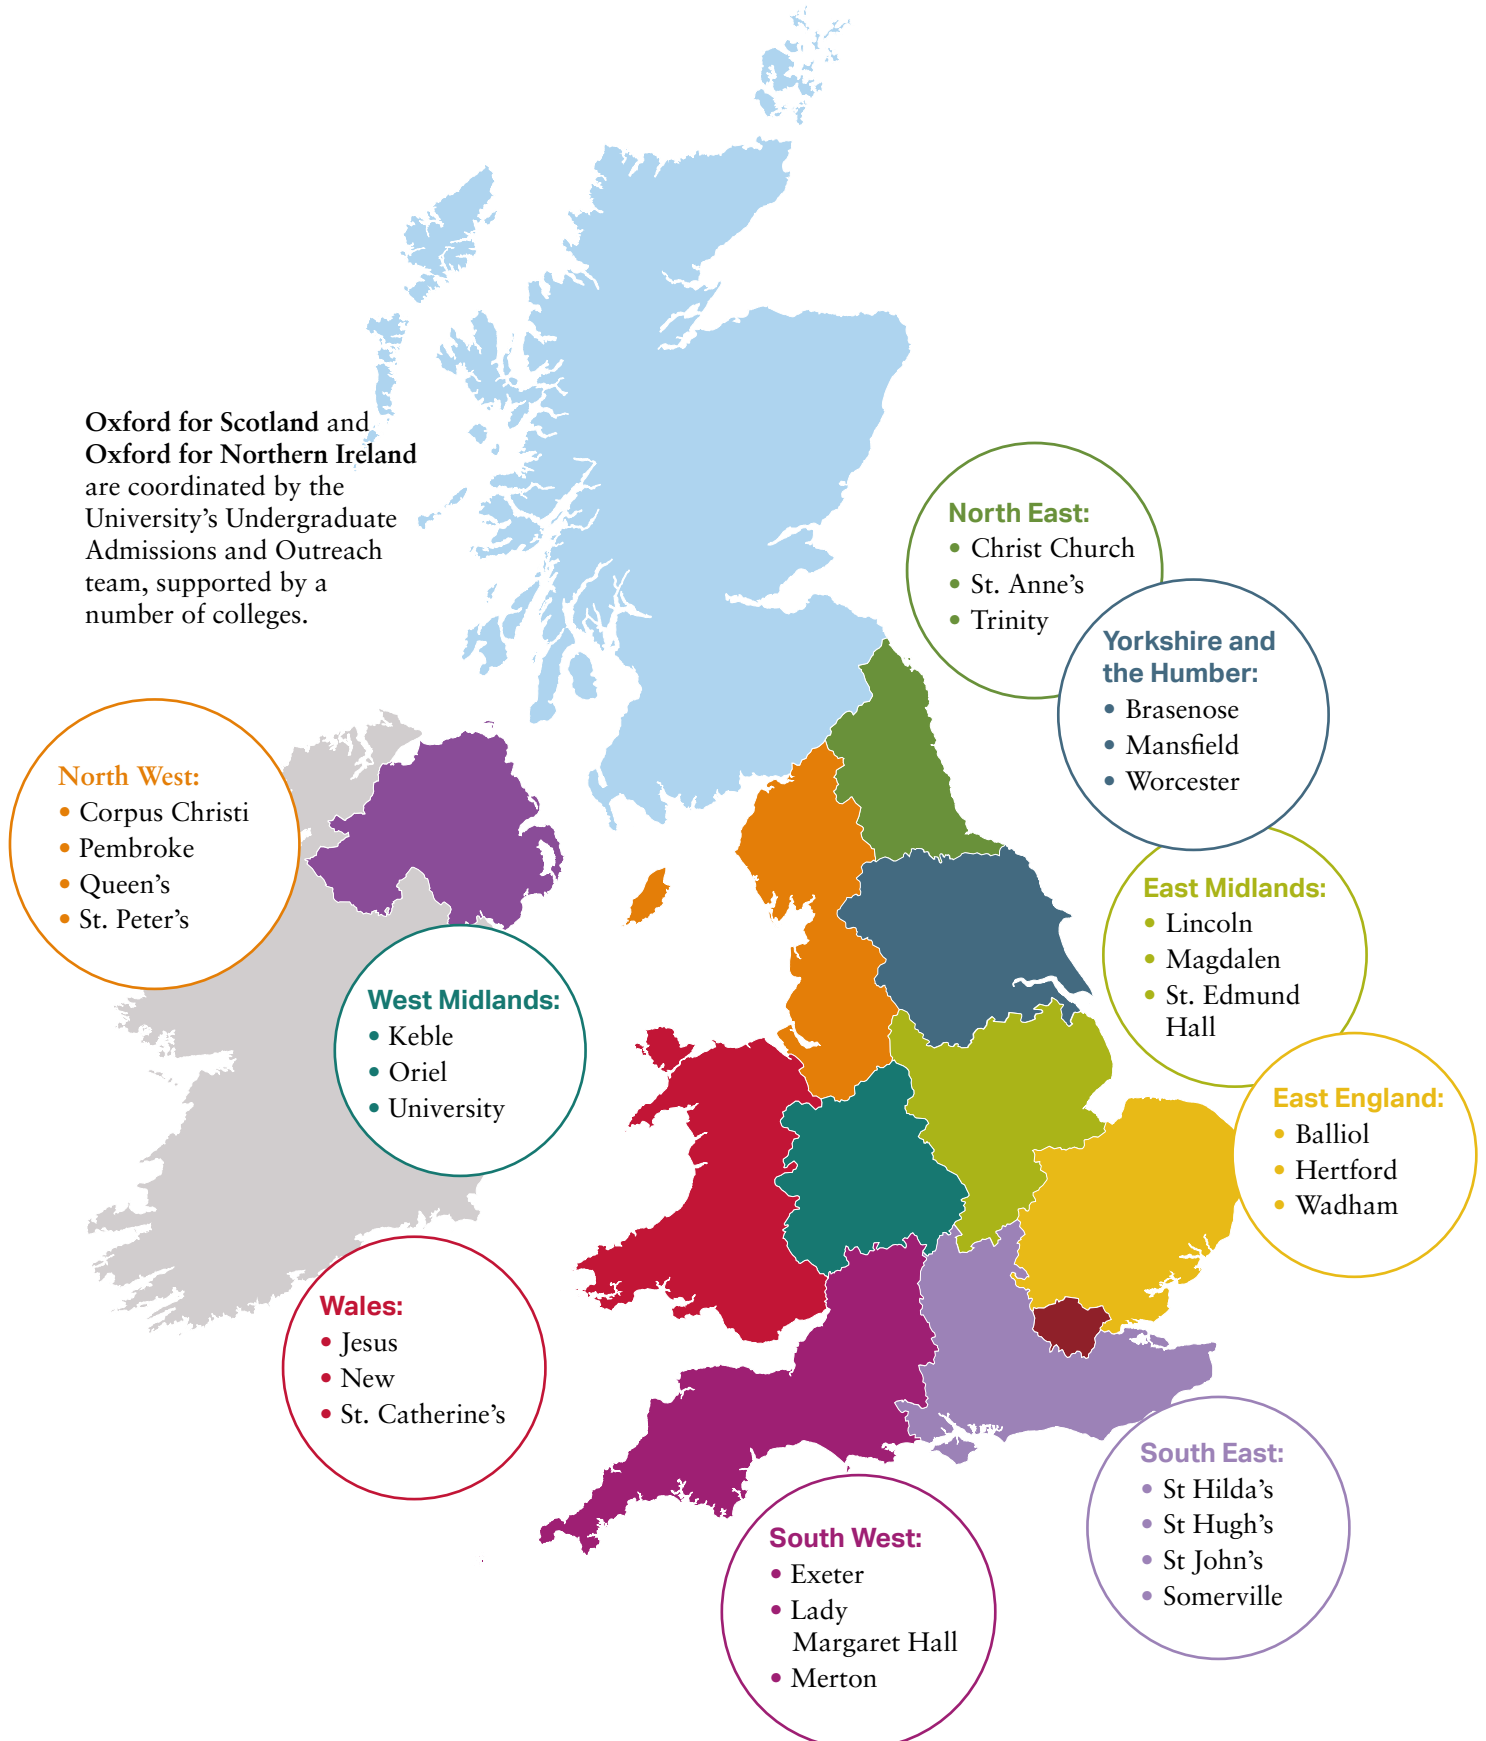 Oxford for Scotland and
Oxford for Northern Ireland
are coordinated by the
University’s Undergraduate
Admissions and Outreach
team, supported by a
number of colleges.
North East:
• Christ Church
• St. Anne’s
• Trinity
Yorkshire and
the Humber:
• Brasenose
• Mansfield
• Worcester
North West:
• Corpus Christi
• Pembroke
• Queen’s
• St. Peter’s
East Midlands:
• Lincoln
• Magdalen
• St. Edmund
Hall
West Midlands:
• Keble
• Oriel
• University
East England:
• Balliol
• Hertford
• Wadham
Wales:
• Jesus
• New
• St. Catherine’s
South East:
• St Hilda’s
• St Hugh’s
• St John’s
• Somerville
South West:
• Exeter
• Lady
Margaret Hall
• Merton